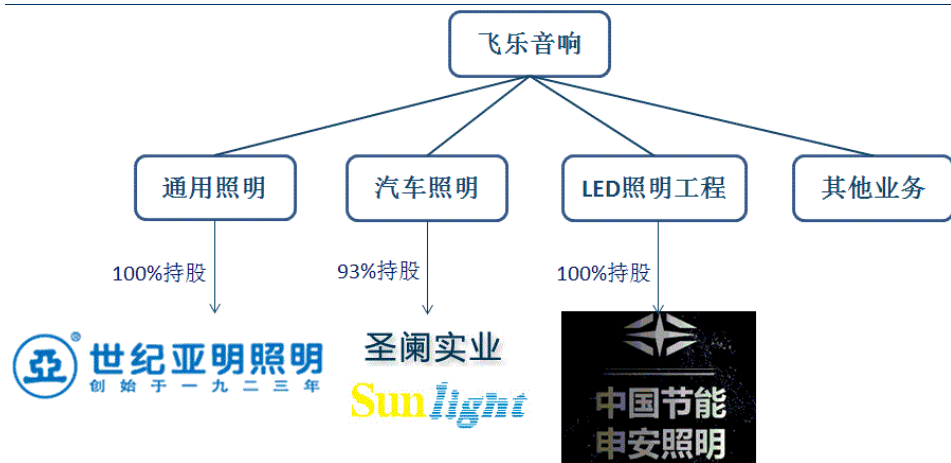 飞乐音响
通用照明
汽车照明
LED照明工程
其他业务
100%持股
93%持股
100%持股
亞
®
世纪亚明照明
创始于一九二三年
圣阑实业
Sunlight
中国节能
申安照明